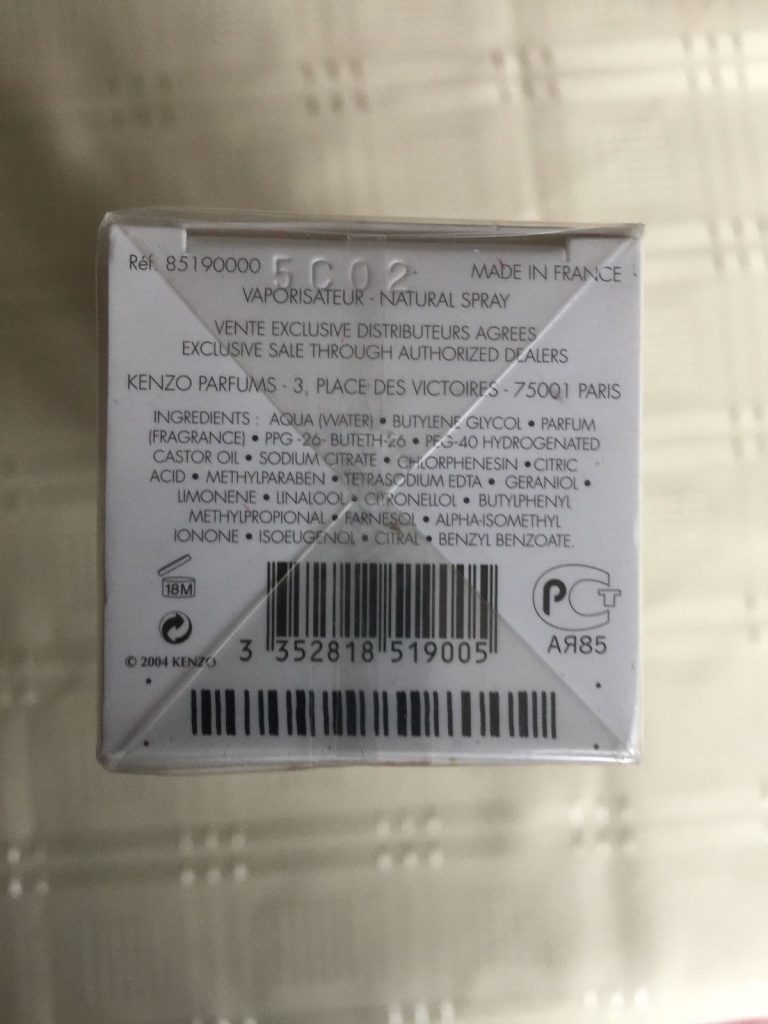 Réf. 85190000 5C02 MADE IN FRANCE
VAPORISATEUR - NATURAL SPRAY
VENTE EXCLUSIVE DISTRIBUTEURS AGREES
EXCLUSIVE SALE THROUGH AUTHORIZED DEALERS
KENZO PARFUMS - 3, PLACE DES VICTOIRES - 75001 PARIS
INGREDIENTS : AQUA (WATER) • BUTYLENE GLYCOL • PARFUM
(FRAGRANCE) • PPG -26- BUTETH-26 • PEG-40 HYDROGENATED
CASTOR OIL • SODIUM CITRATE • CHLORPHENESIN •CITRIC
ACID • METHYLPARABEN • TETRASODIUM EDTA • GERANIOL •
LIMONENE • LINALOOL • CITRONELLOL • BUTYLPHENYL
METHYLPROPIONAL • FARNESOL • ALPHA-ISOMETHYL
IONONE • ISOEUGENOL • CITRAL • BENZYL BENZOATE.
18M
PCT
АЯ85
3 352818 519005
© 2004 KENZO